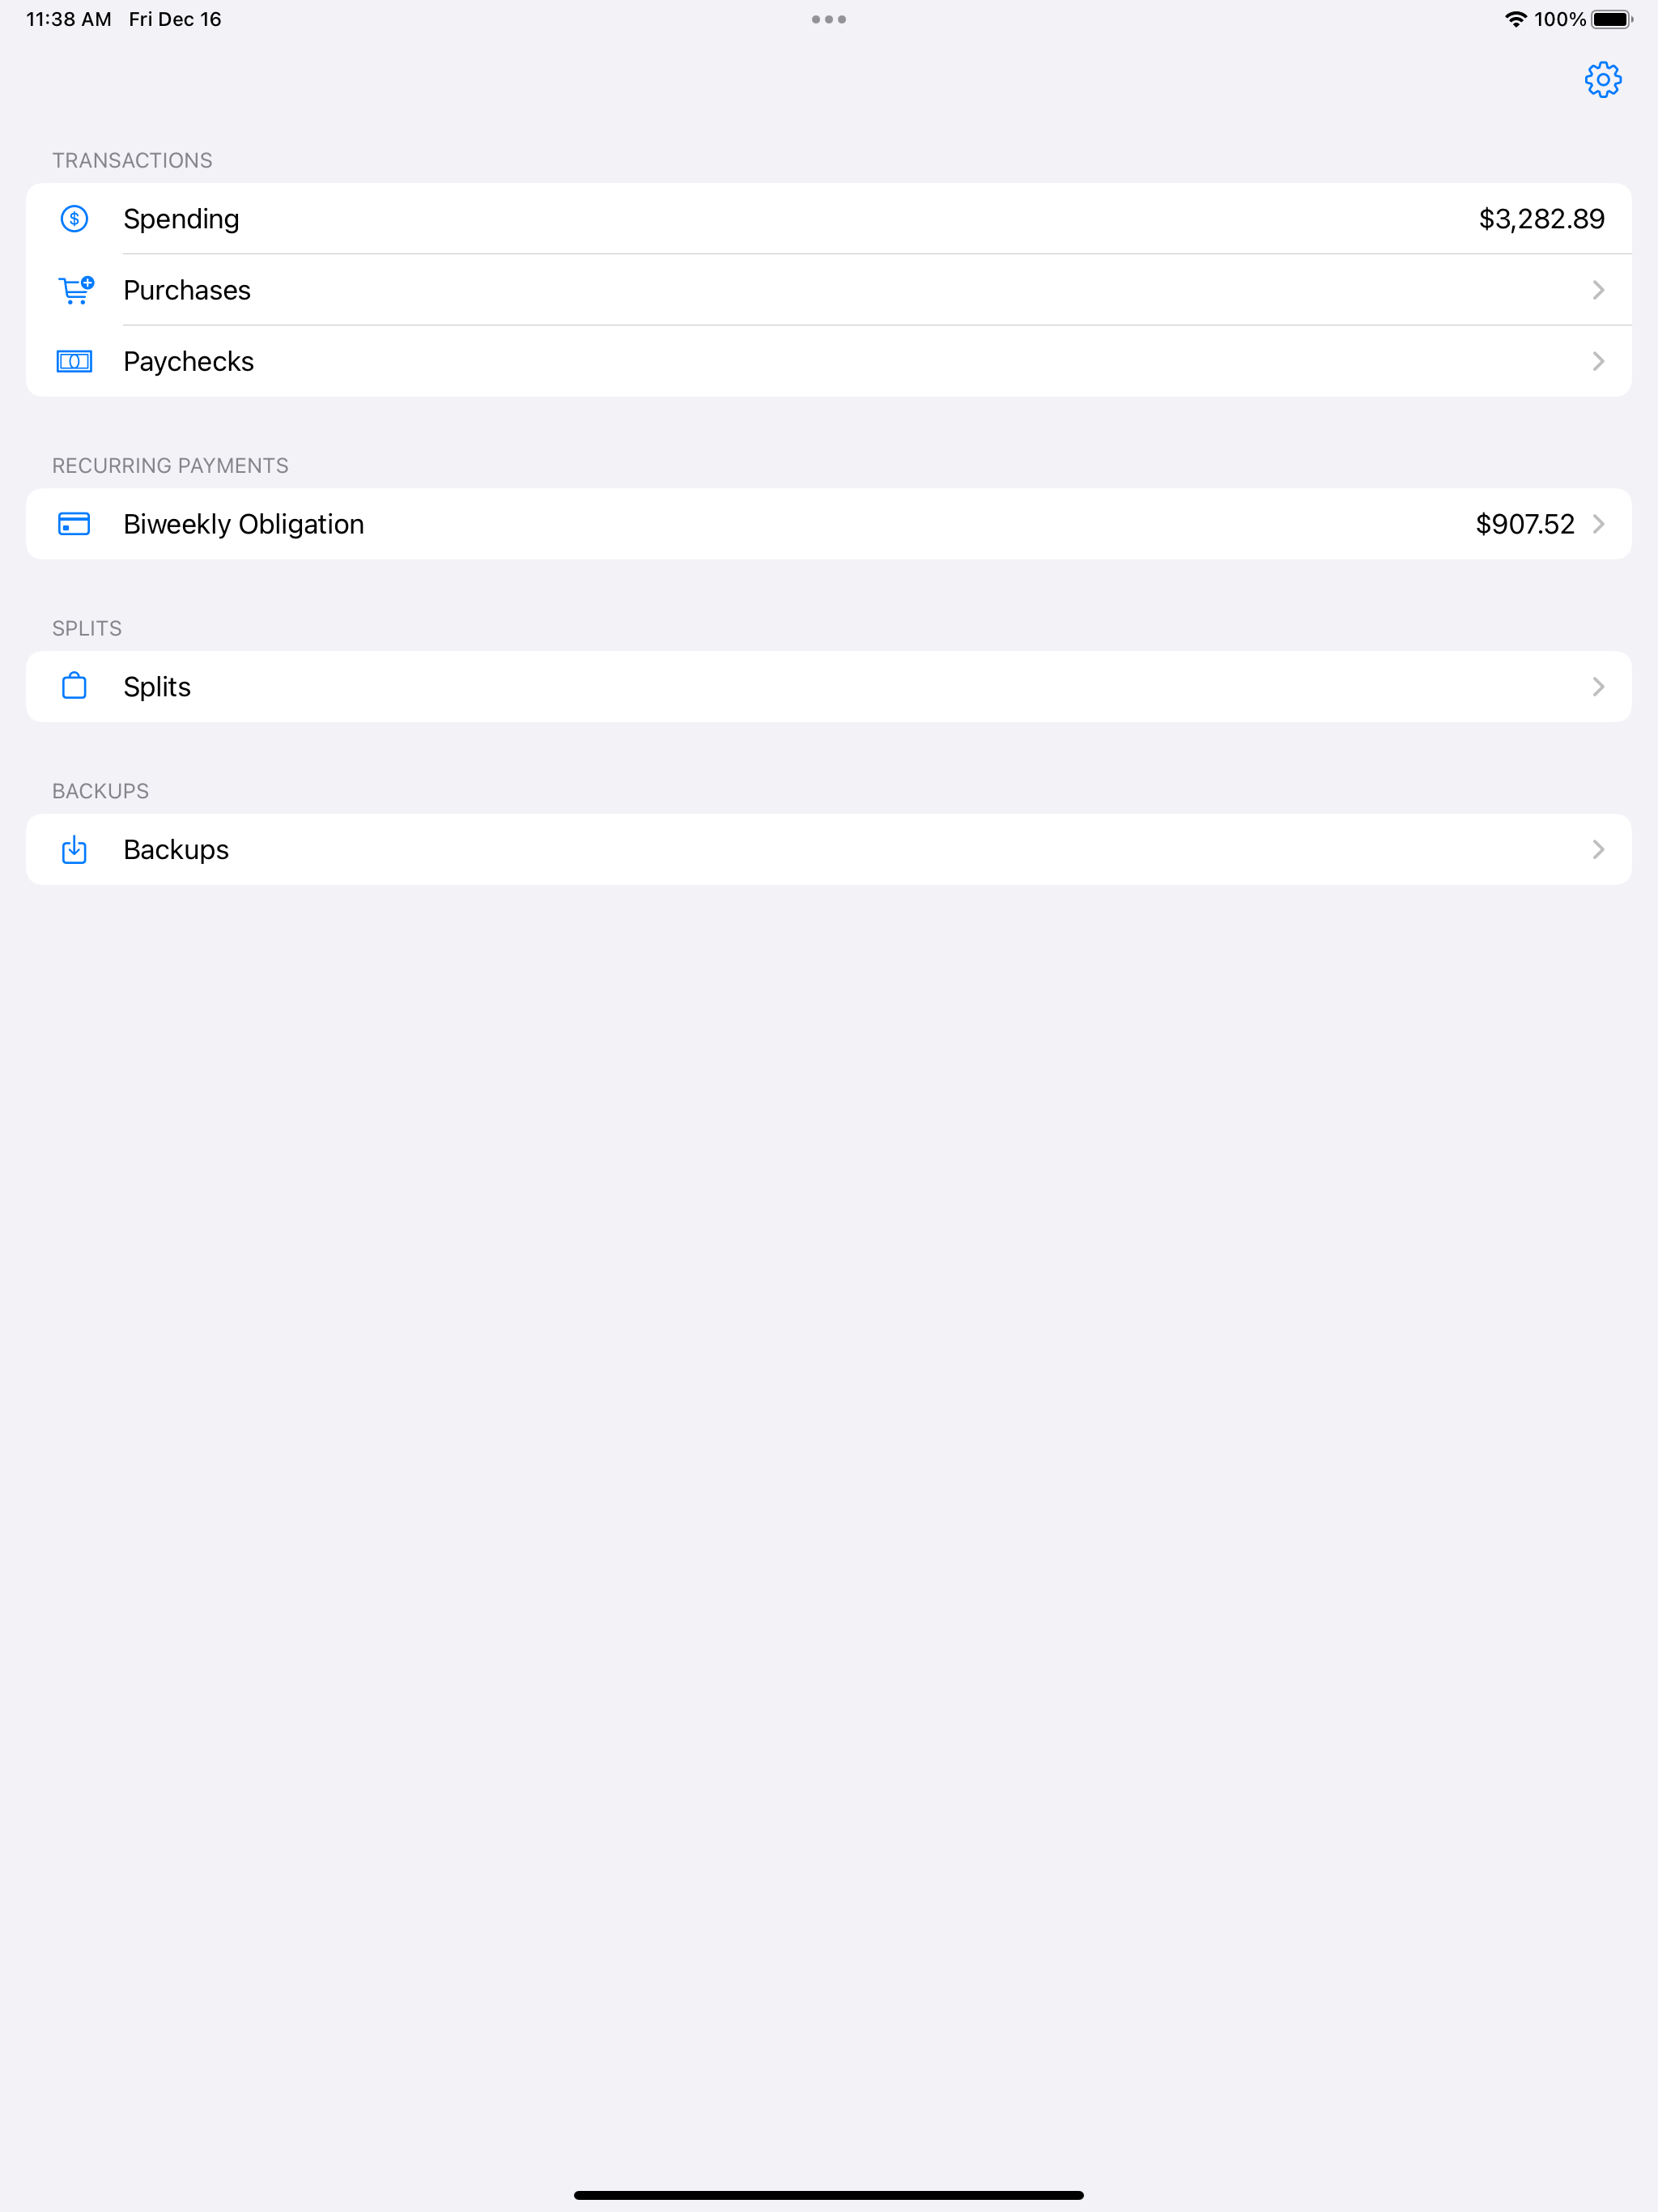 11:38 AM Fri Dec 16 100%
TRANSACTIONS
Spending $3,282.89
Purchases
Paychecks
RECURRING PAYMENTS
Biweekly Obligation $907.52
SPLITS
Splits
BACKUPS
Backups